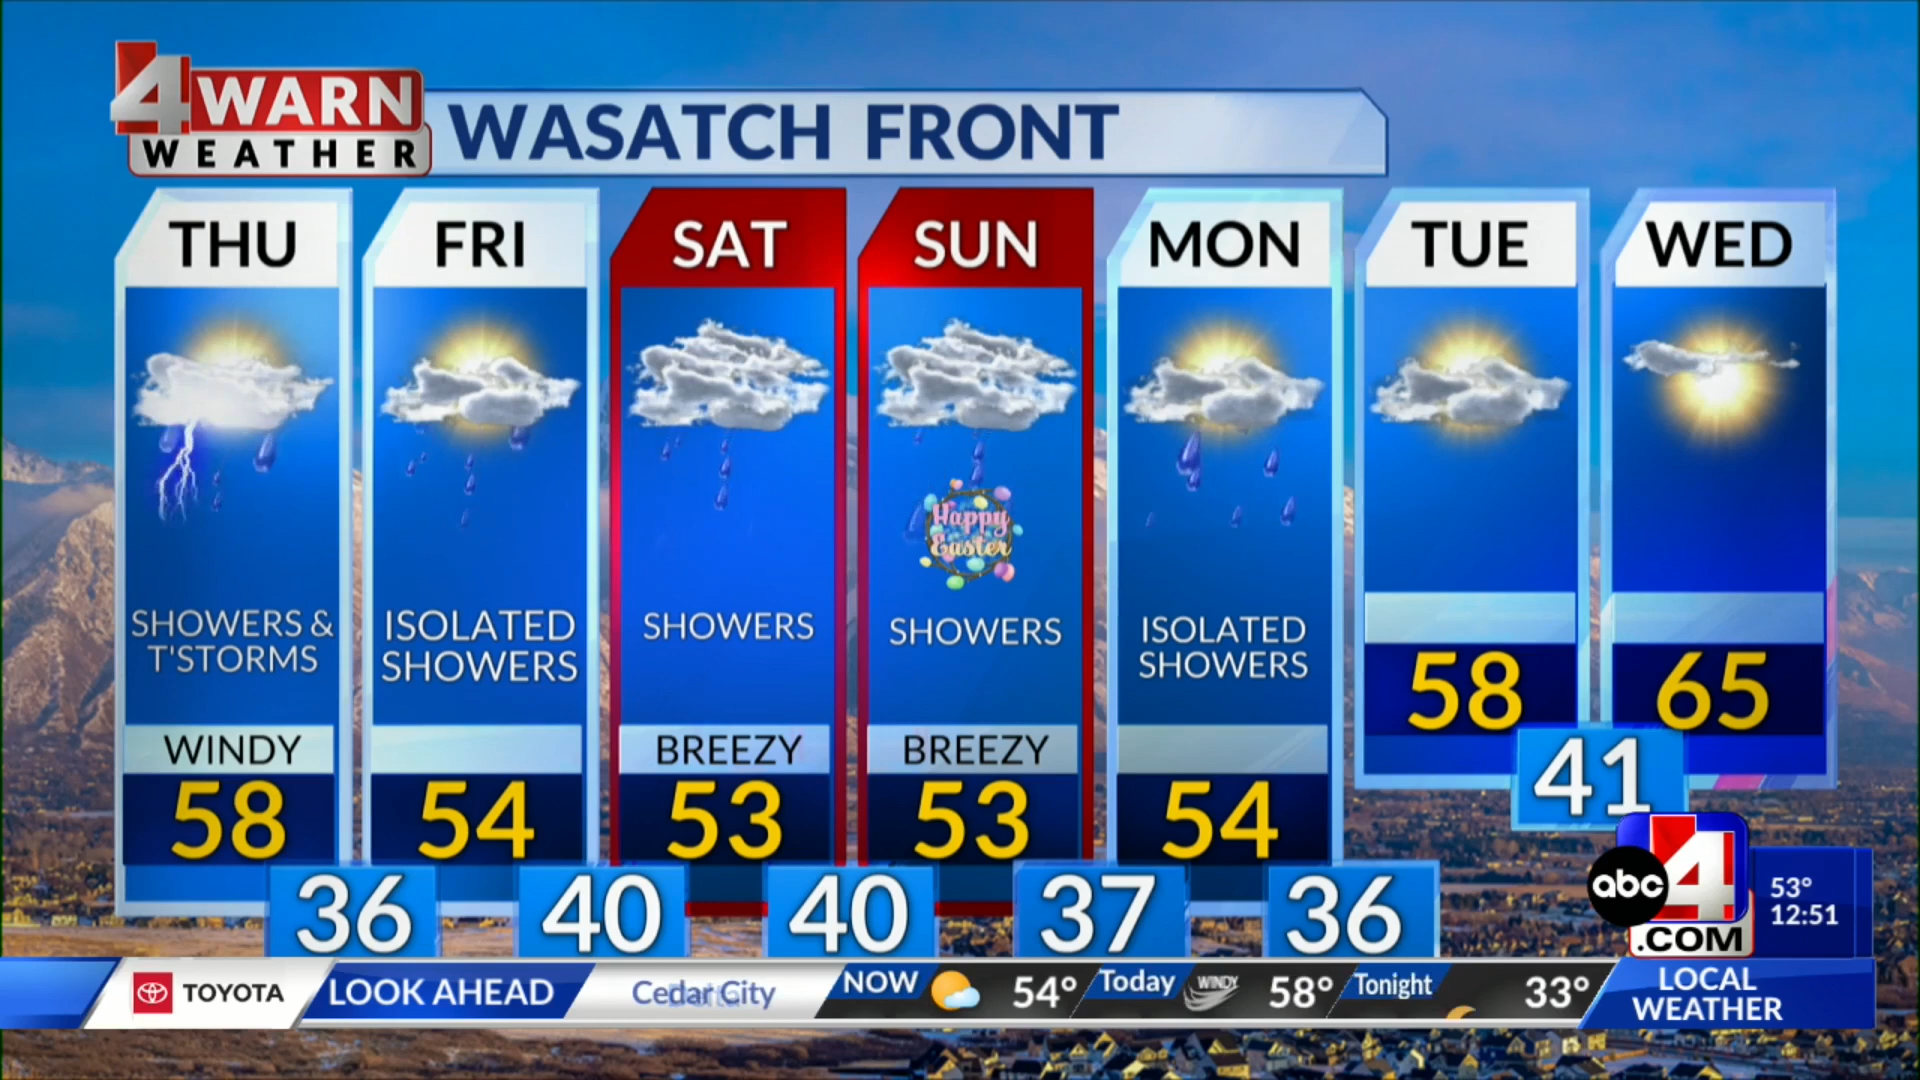 4WARN
WEATHER
WASATCH FRONT
THU
FRI
SAT
SUN
MON
TUE
WED
Happy
Easter
SHOWERS &
T'STORMS
ISOLATED
SHOWERS
SHOWERS
SHOWERS
ISOLATED
SHOWERS
WINDY
BREEZY
BREEZY
58
54
53
53
54
58
65
36
40
40
37
36
41
abc
4
.COM
53°
12:51
TOYOTA
LOOK AHEAD
Cedar City
NOW
54°
Today
WINDY
58°
Tonight
33°
LOCAL
WEATHER